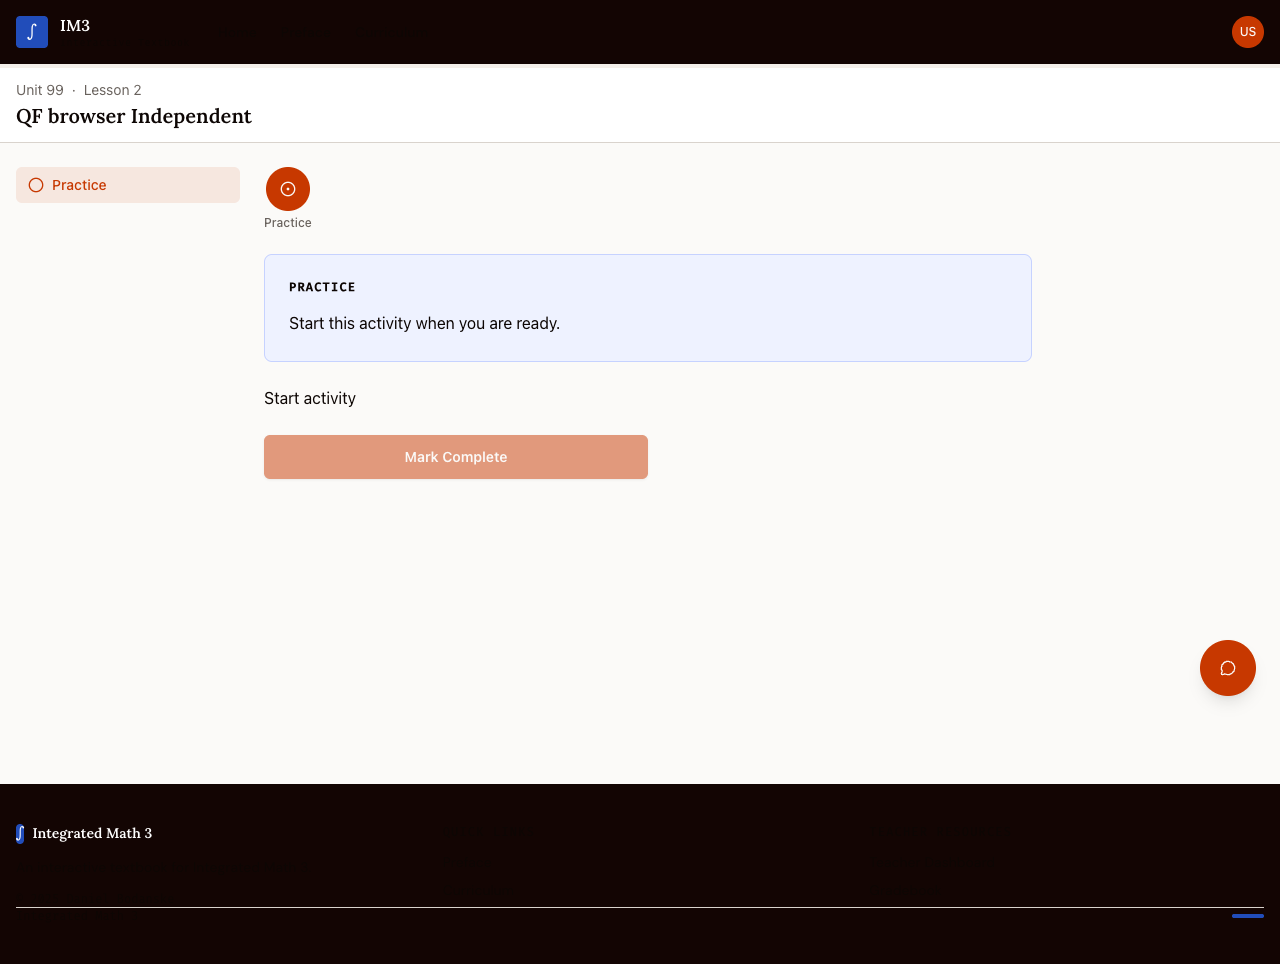 ∫ IM3
US
Unit 99 · Lesson 2
QF browser Independent
Practice
Practice
PRACTICE
Start this activity when you are ready.
Start activity
Mark Complete
∫ Integrated Math 3